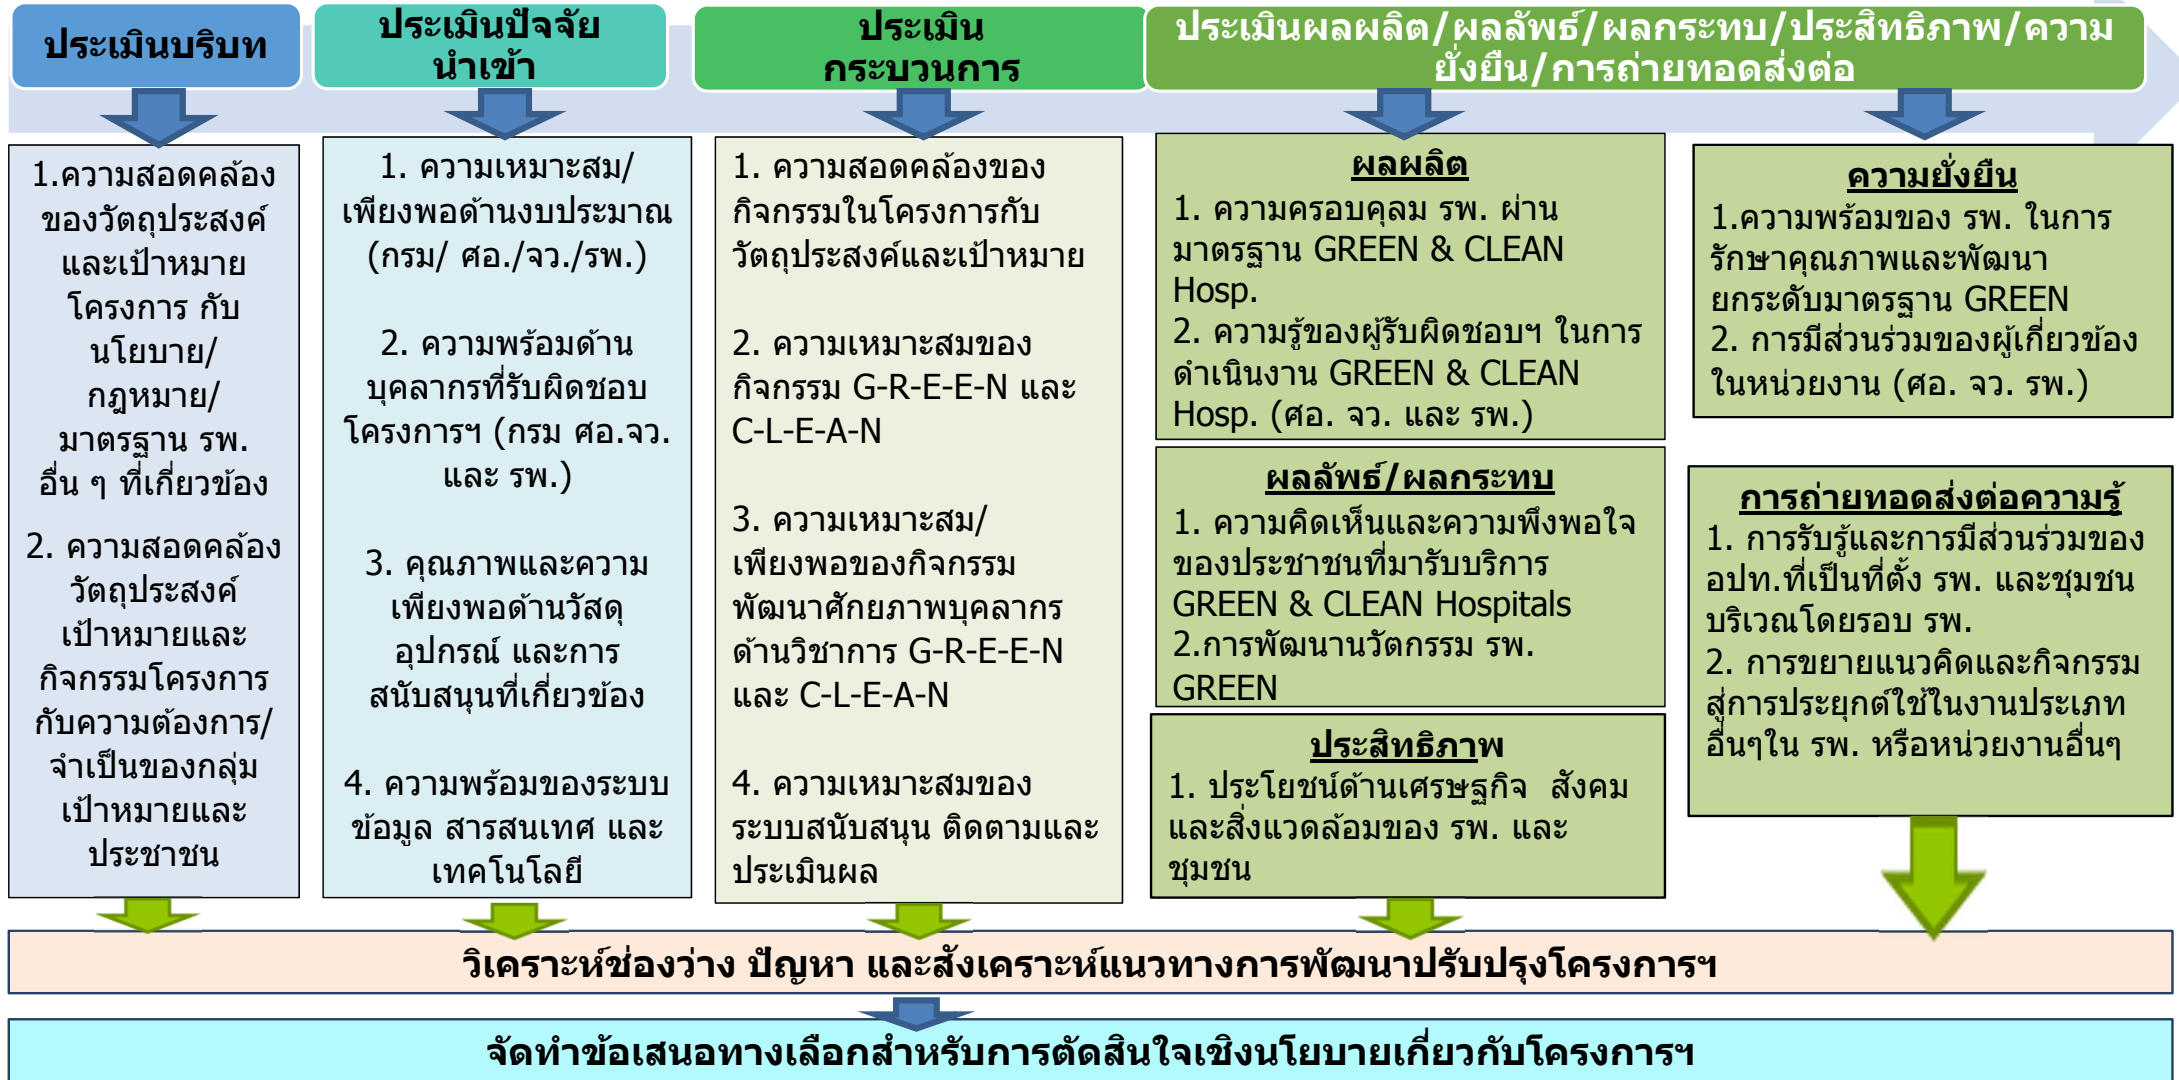 ประเมินบริบท
ประเมินปัจจัย
นำเข้า
ประเมิน
กระบวนการ
ประเมินผลผลิต/ผลลัพธ์/ผลกระทบ/ประสิทธิภาพ/ความ
ยั่งยืน/การถ่ายทอดส่งต่อ
1.ความสอดคล้อง
ของวัตถุประสงค์
และเป้าหมาย
โครงการ กับ
นโยบาย/
กฎหมาย/
มาตรฐาน รพ.
อื่น ๆ ที่เกี่ยวข้อง
2. ความสอดคล้อง
วัตถุประสงค์
เป้าหมายและ
กิจกรรมโครงการ
กับความต้องการ/
จำเป็นของกลุ่ม
เป้าหมายและ
ประชาชน
1. ความเหมาะสม/
เพียงพอด้านงบประมาณ
(กรม/ ศอ./จว./รพ.)
2. ความพร้อมด้าน
บุคลากรที่รับผิดชอบ
โครงการฯ (กรม ศอ.จว.
และ รพ.)
3. คุณภาพและความ
เพียงพอด้านวัสดุ
อุปกรณ์ และการ
สนับสนุนที่เกี่ยวข้อง
4. ความพร้อมของระบบ
ข้อมูล สารสนเทศ และ
เทคโนโลยี
1. ความสอดคล้องของ
กิจกรรมในโครงการกับ
วัตถุประสงค์และเป้าหมาย
2. ความเหมาะสมของ
กิจกรรม G-R-E-E-N และ
C-L-E-A-N
3. ความเหมาะสม/
เพียงพอของกิจกรรม
พัฒนาศักยภาพบุคลากร
ด้านวิชาการ G-R-E-E-N
และ C-L-E-A-N
4. ความเหมาะสมของ
ระบบสนับสนุน ติดตามและ
ประเมินผล
ผลผลิต
1. ความครอบคุลม รพ. ผ่าน
มาตรฐาน GREEN & CLEAN
Hosp.
2. ความรู้ของผู้รับผิดชอบฯ ในการ
ดำเนินงาน GREEN & CLEAN
Hosp. (ศอ. จว. และ รพ.)
ผลลัพธ์/ผลกระทบ
1. ความคิดเห็นและความพึงพอใจ
ของประชาชนที่มารับบริการ
GREEN & CLEAN Hospitals
2.การพัฒนานวัตกรรม รพ.
GREEN
ประสิทธิภาพ
1. ประโยชน์ด้านเศรษฐกิจ  สังคม
และสิ่งแวดล้อมของ รพ. และ
ชุมชน
ความยั่งยืน
1.ความพร้อมของ รพ. ในการ
รักษาคุณภาพและพัฒนา
ยกระดับมาตรฐาน GREEN
2. การมีส่วนร่วมของผู้เกี่ยวข้อง
ในหน่วยงาน (ศอ. จว. รพ.)
การถ่ายทอดส่งต่อความรู้
1. การรับรู้และการมีส่วนร่วมของ
อปท.ที่เป็นที่ตั้ง รพ. และชุมชน
บริเวณโดยรอบ รพ.
2. การขยายแนวคิดและกิจกรรม
สู่การประยุกต์ใช้ในงานประเภท
อื่นๆใน รพ. หรือหน่วยงานอื่นๆ
วิเคราะห์ช่องว่าง ปัญหา และสังเคราะห์แนวทางการพัฒนาปรับปรุงโครงการฯ
จัดทำข้อเสนอทางเลือกสำหรับการตัดสินใจเชิงนโยบายเกี่ยวกับโครงการฯ